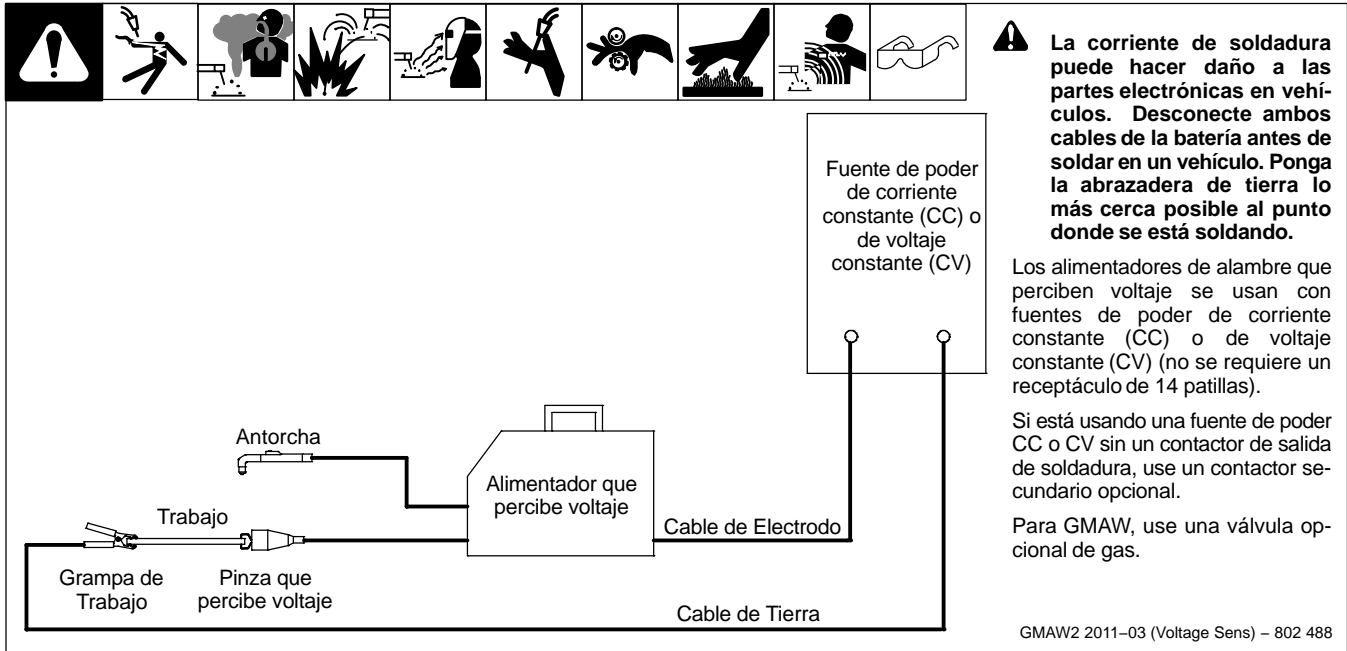 La corriente de soldadura
puede hacer daño a las
partes electrónicas en vehí-
culos. Desconecte ambos
cables de la batería antes de
soldar en un vehículo. Ponga
la abrazadera de tierra lo
más cerca posible al punto
donde se está soldando.
Los alimentadores de alambre que
perciben voltaje se usan con
fuentes de poder de corriente
constante (CC) o de voltaje
constante (CV) (no se requiere un
receptáculo de 14 patillas).
Si está usando una fuente de poder
CC o CV sin un contactor de salida
de soldadura, use un contactor se-
cundario opcional.
Para GMAW, use una válvula op-
cional de gas.
Fuente de poder
de corriente
constante (CC) o
de voltaje
constante (CV)
Antorcha
Alimentador que
percibe voltaje
Trabajo
Cable de Electrodo
Grampa de
Trabajo
Pinza que
percibe voltaje
Cable de Tierra
GMAW2 2011−03 (Voltage Sens) − 802 488